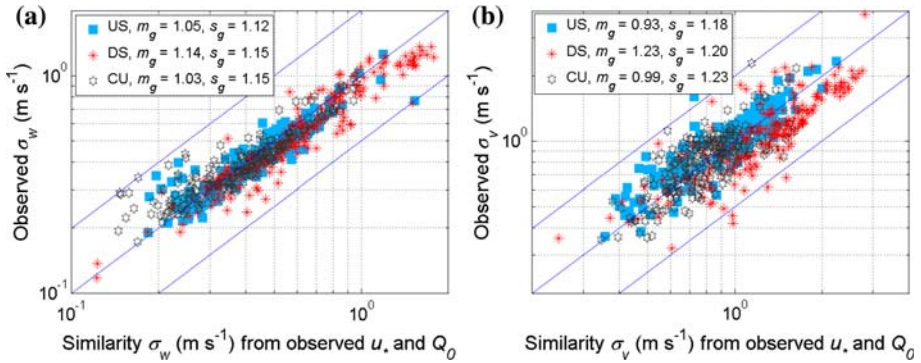 (a)
US, m_g = 1.05, s_g = 1.12
DS, m_g = 1.14, s_g = 1.15
CU, m_g = 1.03, s_g = 1.15
Observed σ_w (m s⁻¹)
10⁰
10⁻¹
10⁻¹
10⁰
Similarity σ_w (m s⁻¹) from observed u_* and Q_0
(b)
US, m_g = 0.93, s_g = 1.18
DS, m_g = 1.23, s_g = 1.20
CU, m_g = 0.99, s_g = 1.23
Observed σ_v (m s⁻¹)
10⁰
10⁰
Similarity σ_v (m s⁻¹) from observed u_* and Q_0